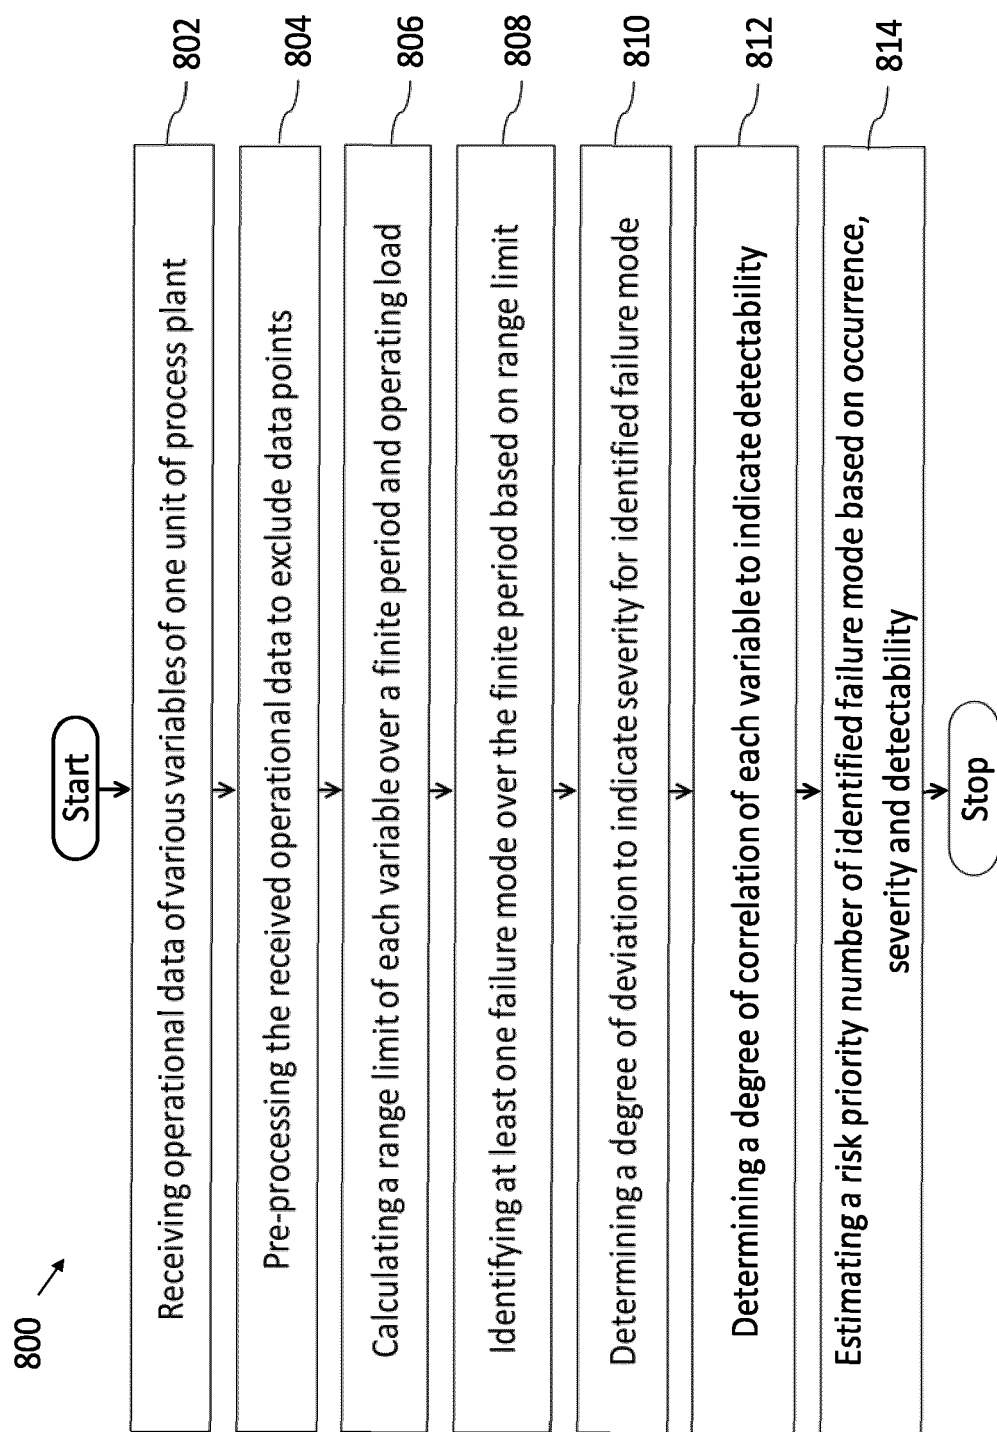 800
Start
Receiving operational data of various variables of one unit of process plant
802
Pre-processing the received operational data to exclude data points
804
Calculating a range limit of each variable over a finite period and operating load
806
Identifying at least one failure mode over the finite period based on range limit
808
Determining a degree of deviation to indicate severity for identified failure mode
810
Determining a degree of correlation of each variable to indicate detectability
812
Estimating a risk priority number of identified failure mode based on occurrence,
severity and detectability
814
Stop